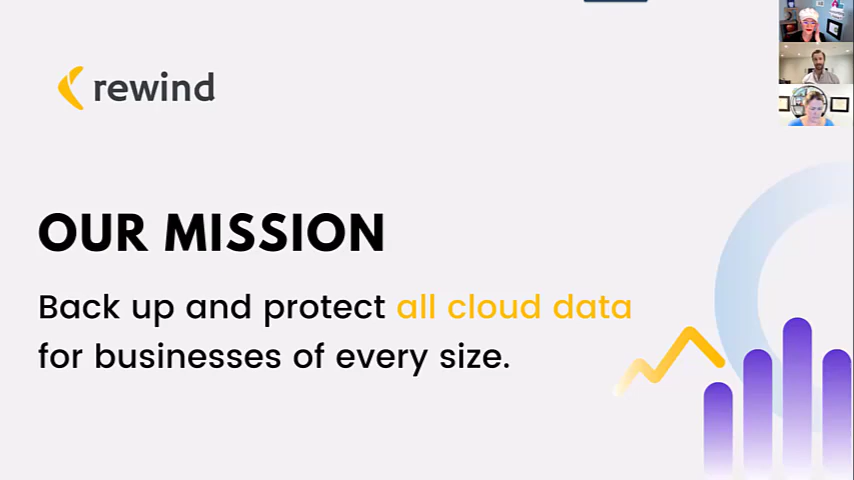 rewind
OUR MISSION
Back up and protect all cloud data
for businesses of every size.